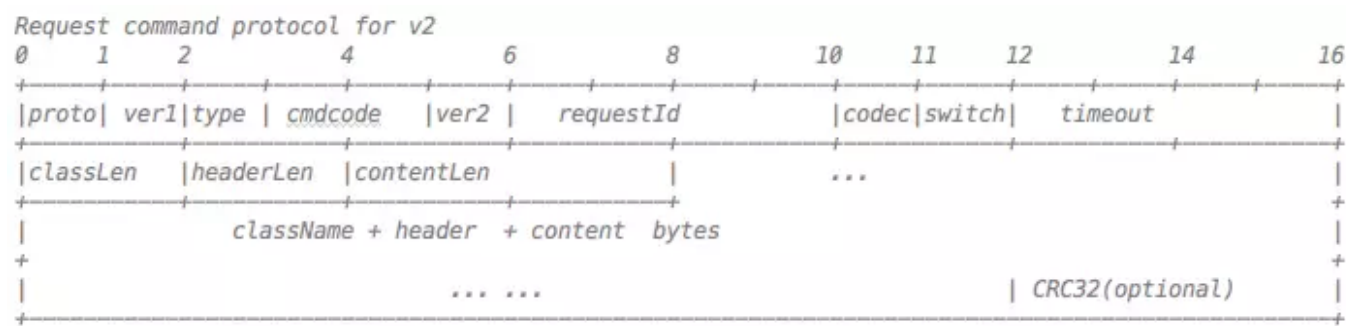 Request command protocol for v2
0 1 2 4 6 8 10 11 12 14 16
|proto| ver1|type | cmdcode |ver2 | requestId |codec|switch| timeout |
|classLen |headerLen |contentLen | ... |
| className + header + content bytes |
| ... ... | CRC32(optional) |